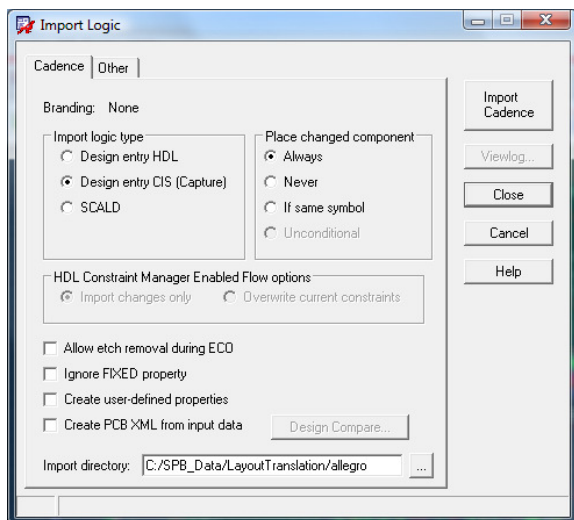 Import Logic
Cadence
Other
Branding: None
Import logic type
Design entry HDL
Design entry CIS (Capture)
SCALD
Place changed component
Always
Never
If same symbol
Unconditional
HDL Constraint Manager Enabled Flow options
Import changes only
Overwrite current constraints
Allow etch removal during ECO
Ignore FIXED property
Create user-defined properties
Create PCB XML from input data
Design Compare...
Import directory: C:/SPB_Data/LayoutTranslation/allegro
...
Import
Cadence
Viewlog...
Close
Cancel
Help